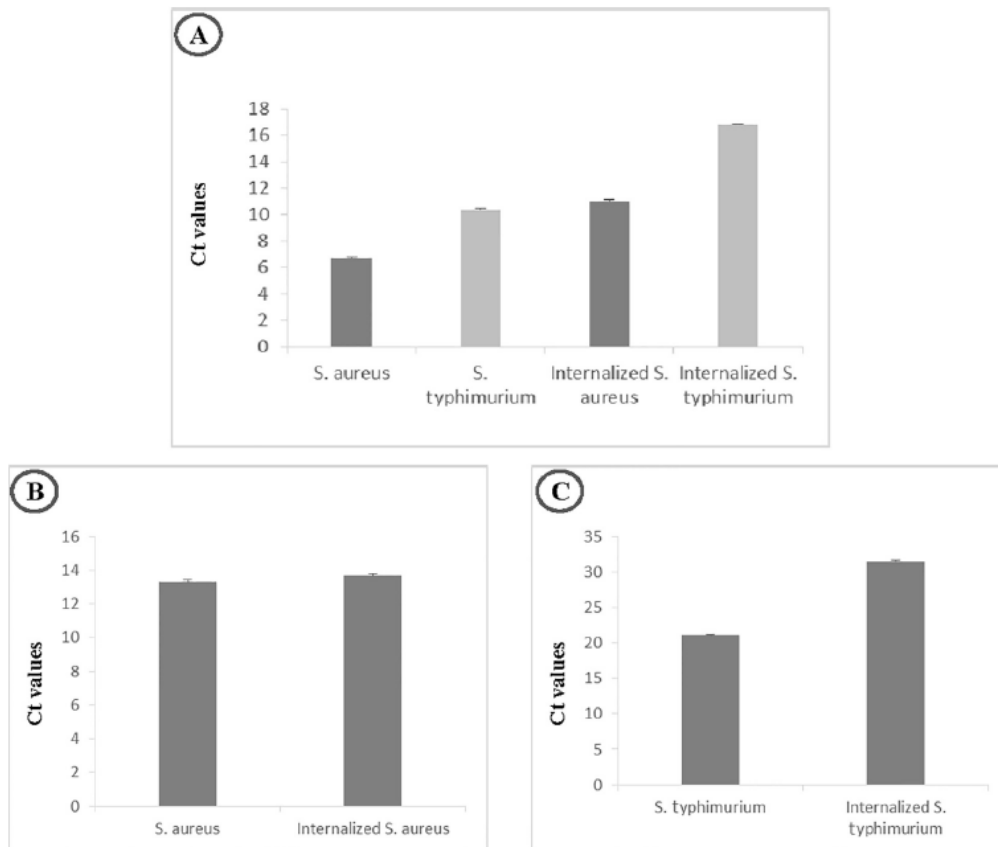 A
Ct values
18
16
14
12
10
8
6
4
2
0
S. aureus
S.
typhimurium
Internalized S.
aureus
Internalized S.
typhimurium
B
Ct values
16
14
12
10
8
6
4
2
0
S. aureus
Internalized S. aureus
C
Ct values
35
30
25
20
15
10
5
0
S. typhimurium
Internalized S.
typhimurium